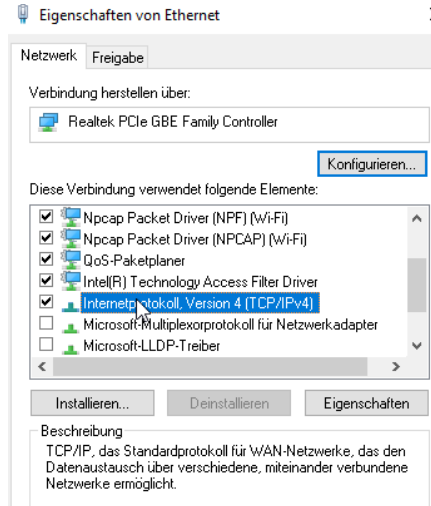 Eigenschaften von Ethernet
Netzwerk Freigabe
Verbindung herstellen über:
Realtek PCIe GBE Family Controller
Konfigurieren...
Diese Verbindung verwendet folgende Elemente:
Npcap Packet Driver (NPF) (Wi-Fi)
Npcap Packet Driver (NPCAP) (Wi-Fi)
QoS-Paketplaner
Intel(R) Technology Access Filter Driver
Internetprotokoll, Version 4 (TCP/IPv4)
Microsoft-Multiplexorprotokoll für Netzwerkadapter
Microsoft-LLDP-Treiber
Installieren... Deinstallieren Eigenschaften
Beschreibung
TCP/IP, das Standardprotokoll für WAN-Netzwerke, das den
Datenaustausch über verschiedene, miteinander verbundene
Netzwerke ermöglicht.